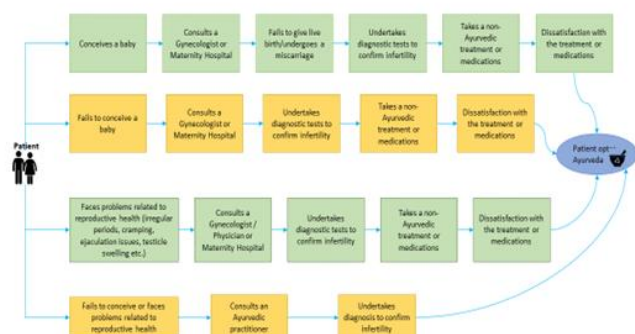 Conceives a baby
Consults a
Gynecologist or
Maternity Hospital
Fails to give live
birth/undergoes a
miscarriage
Undertakes
diagnostic tests to
confirm infertility
Takes a non-
Ayurvedic
treatment or
medications
Dissatisfaction with
the treatment or
medications
Fails to conceive
a baby
Consults a
Gynecologist or
Maternity Hospital
Undertakes
diagnostic tests to
confirm infertility
Takes a non-
Ayurvedic
treatment or
medications
Dissatisfaction with
the treatment or
medications
Patient
Patient opt--
Ayurveda
Faces problems related to
reproductive health (irregular
periods, cramping,
ejaculation issues, testicle
swelling etc.)
Consults a
Gynecologist /
Physician or
Maternity Hospital
Undertakes
diagnostic tests to
confirm infertility
Takes a non-
Ayurvedic
treatment or
medications
Dissatisfaction with
the treatment or
medications
Fails to conceive or Faces
problems related to
reproductive health
Consults an
Ayurvedic
practitioner
Undertakes
diagnosis to confirm
infertility